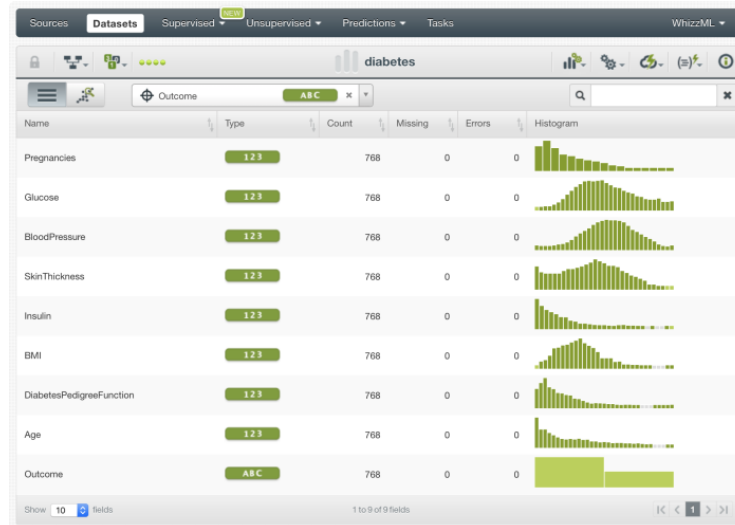 Sources Datasets Supervised NEW Unsupervised Predictions Tasks WhizzML
diabetes
Outcome ABC
Name Type Count Missing Errors Histogram
Pregnancies 123 768 0 0
Glucose 123 768 0 0
BloodPressure 123 768 0 0
SkinThickness 123 768 0 0
Insulin 123 768 0 0
BMI 123 768 0 0
DiabetesPedigreeFunction 123 768 0 0
Age 123 768 0 0
Outcome ABC 768 0 0
Show 10 fields 1 to 9 of 9 fields 1